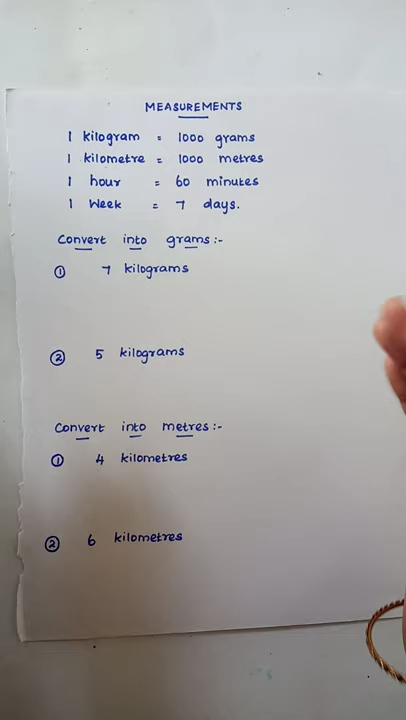 MEASUREMENTS
1 kilogram = 1000 grams
1 kilometre = 1000 metres
1 hour = 60 minutes
1 Week = 7 days.
Convert into grams:-
① 7 kilograms
② 5 kilograms
Convert into metres:-
① 4 kilometres
② 6 kilometres